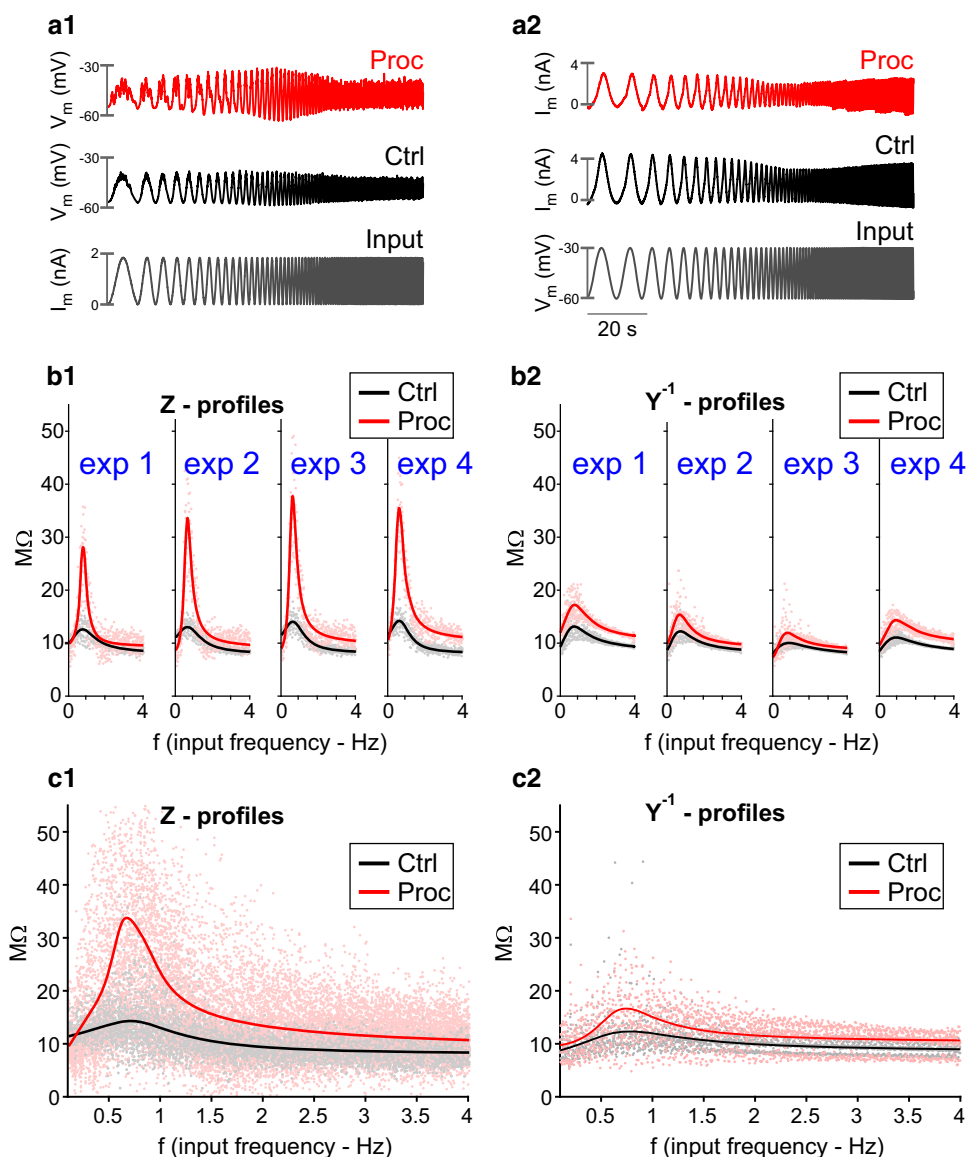 a1
Proc
V_m (mV)
-30
-60
Ctrl
V_m (mV)
-30
-60
Input
I_m (nA)
2
0
a2
Proc
I_m (nA)
4
0
Ctrl
I_m (nA)
4
0
Input
V_m (mV)
-30
-60
20 s
b1
Z - profiles
Ctrl
Proc
exp 1 exp 2 exp 3 exp 4
MΩ
50
40
30
20
10
0
0 4 0 4 0 4 0 4
f (input frequency - Hz)
b2
Y^-1 - profiles
Ctrl
Proc
exp 1 exp 2 exp 3 exp 4
MΩ
50
40
30
20
10
0
0 4 0 4 0 4 0 4
f (input frequency - Hz)
c1
Z - profiles
Ctrl
Proc
MΩ
50
40
30
20
10
0
0.5 1 1.5 2 2.5 3 3.5 4
f (input frequency - Hz)
c2
Y^-1 - profiles
Ctrl
Proc
MΩ
50
40
30
20
10
0
0.5 1 1.5 2 2.5 3 3.5 4
f (input frequency - Hz)